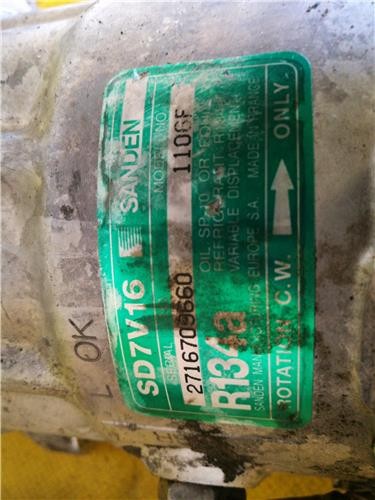 SD7V16 SANDEN
SERIAL MODEL NO.
2716709660 1106F
R134a
OIL SP-10 OR EQUIV.
REFRIGERANT
VARIABLE DISPLACEMENT
SANDEN MANUFACTURING EUROPE S.A. MADE IN FRANCE
ROTATION C.W. ONLY
L OK